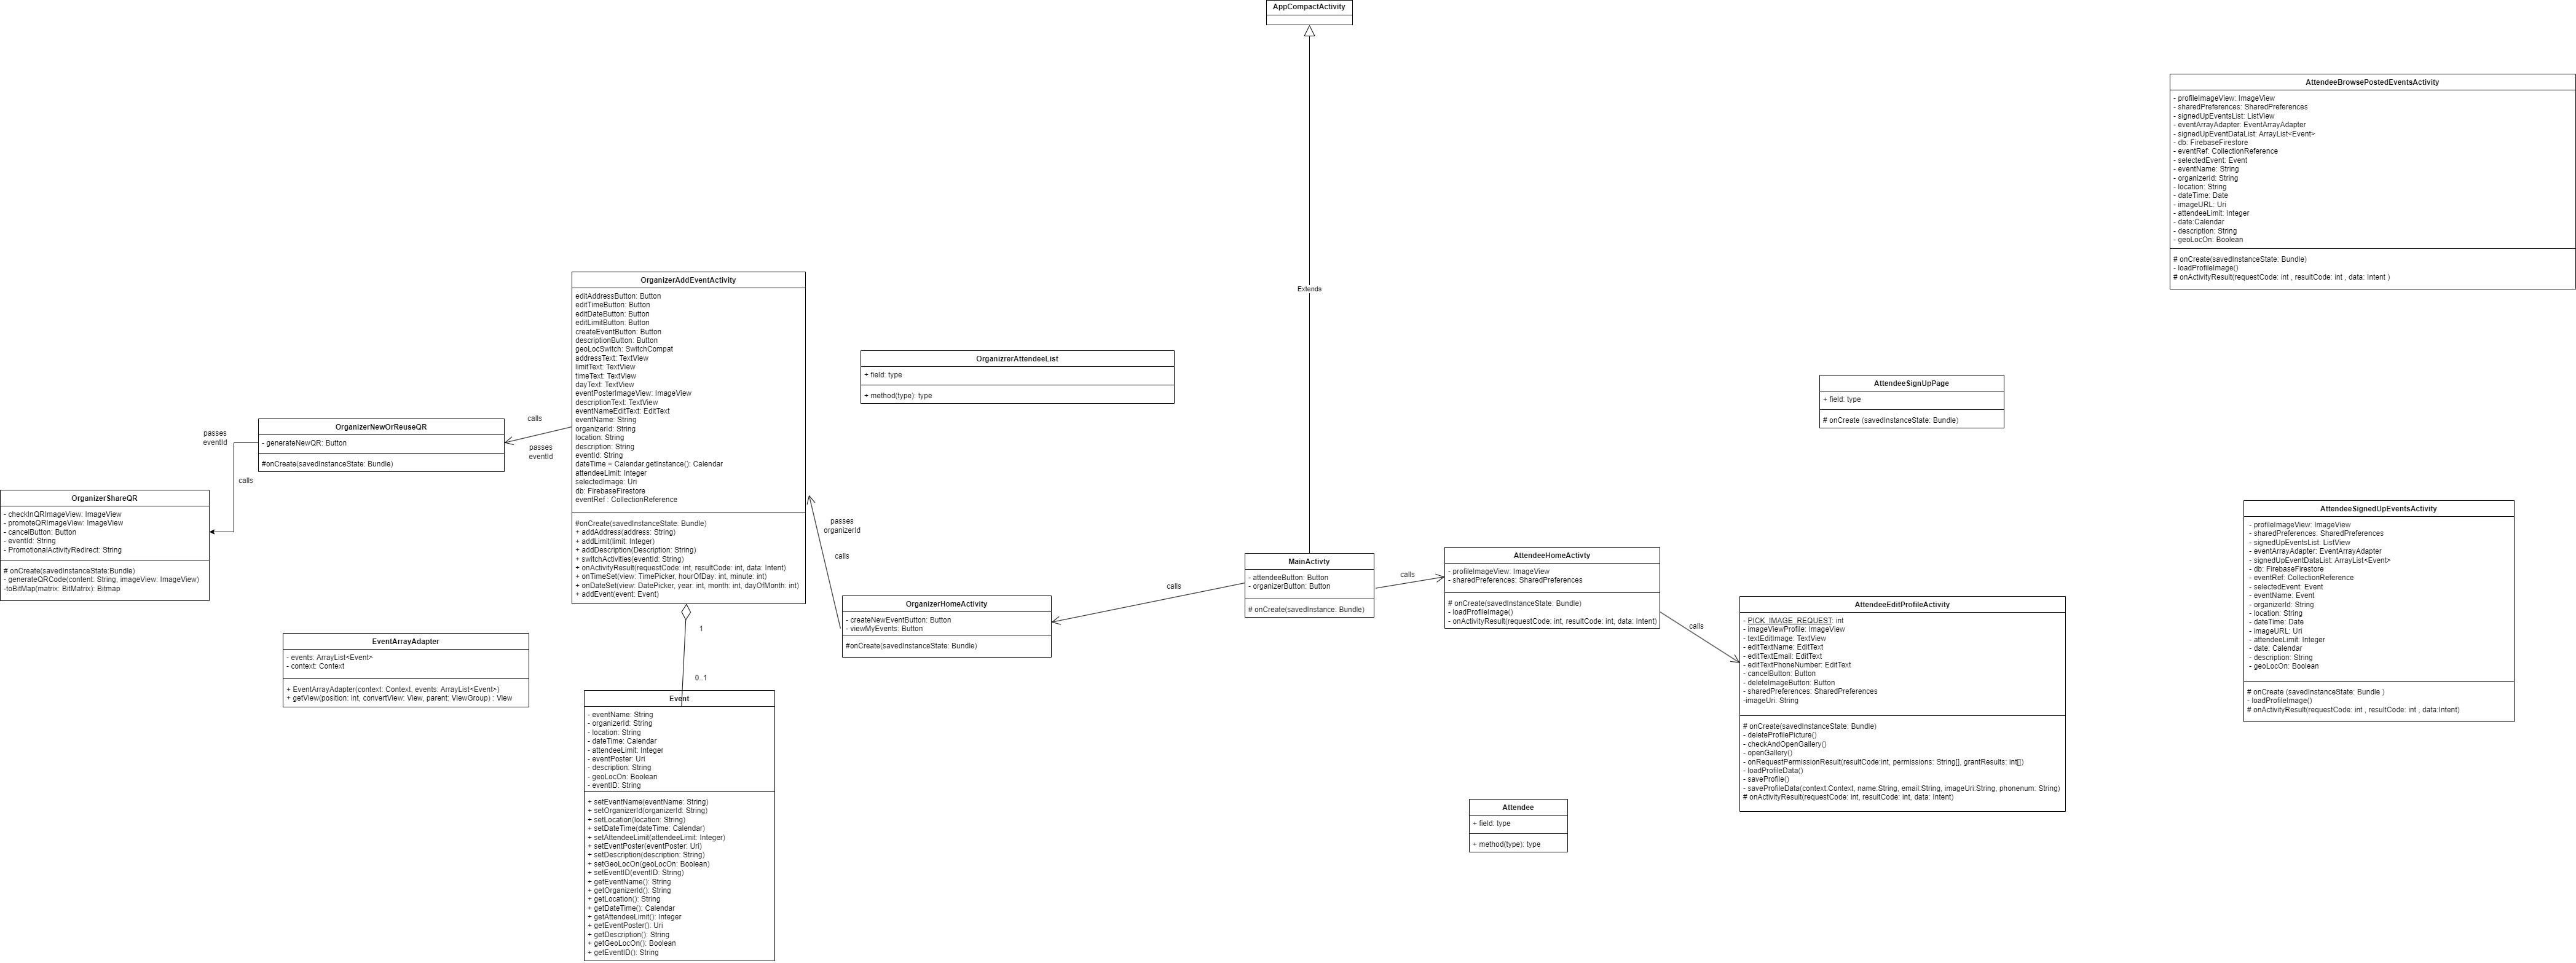 AppCompactActivity
Extends
AttendeeBrowsePostedEventsActivity
- profileImageView: ImageView
- sharedPreferences: SharedPreferences
- signedUpEventsList: ListView
- eventArrayAdapter: EventArrayAdapter
- signedUpEventDataList: ArrayList<Event>
- db: FirebaseFirestore
- eventRef: CollectionReference
- selectedEvent: Event
- eventName: String
- organizerId: String
- location: String
- dateTime: Date
- imageURL: Uri
- attendeeLimit: Integer
- date:Calendar
- description: String
- geoLocOn: Boolean
# onCreate(savedInstanceState: Bundle)
- loadProfileImage()
# onActivityResult(requestCode: int , resultCode: int , data: Intent )
OrganizerAddEventActivity
editAddressButton: Button
editTimeButton: Button
editDateButton: Button
editLimitButton: Button
createEventButton: Button
descriptionButton: Button
geoLocSwitch: SwitchCompat
addressText: TextView
limitText: TextView
timeText: TextView
dayText: TextView
eventPosterImageView: ImageView
descriptionText: TextView
eventNameEditText: EditText
eventName: String
organizerId: String
location: String
description: String
eventId: String
dateTime = Calendar.getInstance(): Calendar
attendeeLimit: Integer
selectedImage: Uri
db: FirebaseFirestore
eventRef : CollectionReference
#onCreate(savedInstanceState: Bundle)
+ addAddress(address: String)
+ addLimit(limit: Integer)
+ addDescription(Description: String)
+ switchActivities(eventId: String)
+ onActivityResult(requestCode: int, resultCode: int, data: Intent)
+ onTimeSet(view: TimePicker, hourOfDay: int, minute: int)
+ onDateSet(view: DatePicker, year: int, month: int, dayOfMonth: int)
+ addEvent(event: Event)
OrganizrerAttendeeList
+ field: type
+ method(type): type
AttendeeSignUpPage
+ field: type
# onCreate (savedInstanceState: Bundle)
calls
passes
eventId
OrganizerNewOrReuseQR
- generateNewQR: Button
#onCreate(savedInstanceState: Bundle)
passes
eventId
calls
OrganizerShareQR
- checkInQRImageView: ImageView
- promoteQRImageView: ImageView
- cancelButton: Button
- eventId: String
- PromotionalActivityRedirect: String
# onCreate(savedInstanceState:Bundle)
- generateQRCode(content: String, imageView: ImageView)
-toBitMap(matrix: BitMatrix): Bitmap
passes
organizerId
calls
AttendeeSignedUpEventsActivity
- profileImageView: ImageView
- sharedPreferences: SharedPreferences
- signedUpEventsList: ListView
- eventArrayAdapter: EventArrayAdapter
- signedUpEventDataList: ArrayList<Event>
- db: FirebaseFirestore
- eventRef: CollectionReference
- selectedEvent: Event
- eventName: Event
- organizerId: String
- location: String
- dateTime: Date
- imageURL: Uri
- attendeeLimit: Integer
- date: Calendar
- description: String
- geoLocOn: Boolean
# onCreate (savedInstanceState: Bundle )
- loadProfileImage()
# onActivityResult(requestCode: int , resultCode: int , data:Intent)
MainActivty
- attendeeButton: Button
- organizerButton: Button
# onCreate(savedInstance: Bundle)
calls
calls
AttendeeHomeActivty
- profileImageView: ImageView
- sharedPreferences: SharedPreferences
# onCreate(savedInstanceState: Bundle)
- loadProfileImage()
- onActivityResult(requestCode: int, resultCode: int, data: Intent)
calls
OrganizerHomeActivity
- createNewEventButton: Button
- viewMyEvents: Button
#onCreate(savedInstanceState: Bundle)
AttendeeEditProfileActivity
- PICK_IMAGE_REQUEST: int
- imageViewProfile: ImageView
- textEditImage: TextView
- editTextName: EditText
- editTextEmail: EditText
- editTextPhoneNumber: EditText
- cancelButton: Button
- deleteImageButton: Button
- sharedPreferences: SharedPreferences
-imageUri: String
# onCreate(savedInstanceState: Bundle)
- deleteProfilePicture()
- checkAndOpenGallery()
- openGallery()
- onRequestPermissionResult(resultCode:int, permissions: String[], grantResults: int[])
- loadProfileData()
- saveProfile()
- saveProfileData(context:Context, name:String, email:String, imageUri:String, phonenum: String)
# onActivityResult(requestCode: int, resultCode: int, data: Intent)
EventArrayAdapter
- events: ArrayList<Event>
- context: Context
+ EventArrayAdapter(context: Context, events: ArrayList<Event>)
+ getView(position: int, convertView: View, parent: ViewGroup) : View
1
0..1
Event
- eventName: String
- organizerId: String
- location: String
- dateTime: Calendar
- attendeeLimit: Integer
- eventPoster: Uri
- description: String
- geoLocOn: Boolean
- eventID: String
+ setEventName(eventName: String)
+ setOrganizerId(organizerId: String)
+ setLocation(location: String)
+ setDateTime(dateTime: Calendar)
+ setAttendeeLimit(attendeeLimit: Integer)
+ setEventPoster(eventPoster: Uri)
+ setDescription(description: String)
+ setGeoLocOn(geoLocOn: Boolean)
+ setEventID(eventID: String)
+ getEventName(): String
+ getOrganizerId(): String
+ getLocation(): String
+ getDateTime(): Calendar
+ getAttendeeLimit(): Integer
+ getEventPoster(): Uri
+ getDescription(): String
+ getGeoLocOn(): Boolean
+ getEventID(): String
Attendee
+ field: type
+ method(type): type